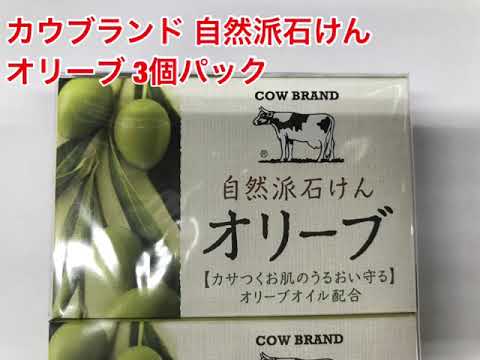 カウブランド 自然派石けん
オリーブ 3個パック
COW BRAND
®
自然派石けん
オリーブ
【カサつくお肌のうるおい守る】
オリーブオイル配合
COW BRAND